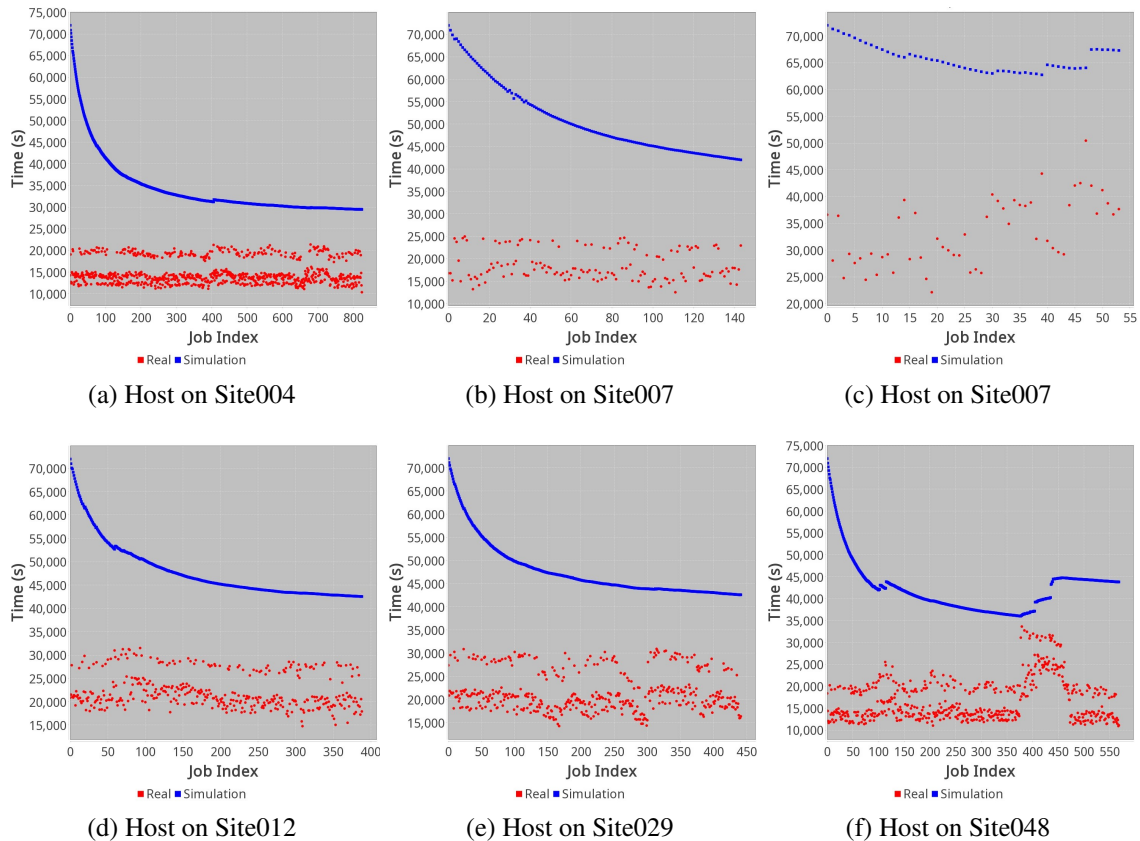 75,000
70,000
65,000
60,000
55,000
50,000
45,000
40,000
35,000
30,000
25,000
20,000
15,000
10,000
Time (s)
0 100 200 300 400 500 600 700 800
Job Index
Real Simulation
(a) Host on Site004
75,000
70,000
65,000
60,000
55,000
50,000
45,000
40,000
35,000
30,000
25,000
20,000
15,000
10,000
Time (s)
0 20 40 60 80 100 120 140
Job Index
Real Simulation
(b) Host on Site007
70,000
65,000
60,000
55,000
50,000
45,000
40,000
35,000
30,000
25,000
20,000
Time (s)
0 5 10 15 20 25 30 35 40 45 50 55
Job Index
Real Simulation
(c) Host on Site007
70,000
65,000
60,000
55,000
50,000
45,000
40,000
35,000
30,000
25,000
20,000
15,000
Time (s)
0 50 100 150 200 250 300 350 400
Job Index
Real Simulation
(d) Host on Site012
70,000
65,000
60,000
55,000
50,000
45,000
40,000
35,000
30,000
25,000
20,000
15,000
Time (s)
0 50 100 150 200 250 300 350 400 450
Job Index
Real Simulation
(e) Host on Site029
75,000
70,000
65,000
60,000
55,000
50,000
45,000
40,000
35,000
30,000
25,000
20,000
15,000
10,000
Time (s)
0 50 100 150 200 250 300 350 400 450 500 550
Job Index
Real Simulation
(f) Host on Site048